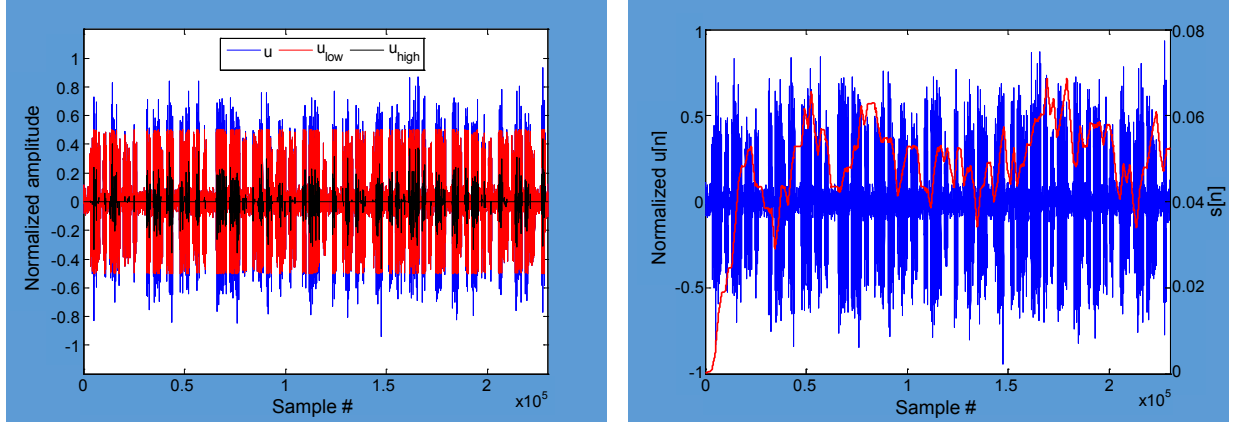 u u_low u_high
Normalized amplitude
1
0.8
0.6
0.4
0.2
0
-0.2
-0.4
-0.6
-0.8
-1
0 0.5 1 1.5 2
x10^5
Sample #
Normalized u[n]
1
0.5
0
-0.5
-1
0.08
0.06
0.04
0.02
0
s[n]
0 0.5 1 1.5 2
x10^5
Sample #